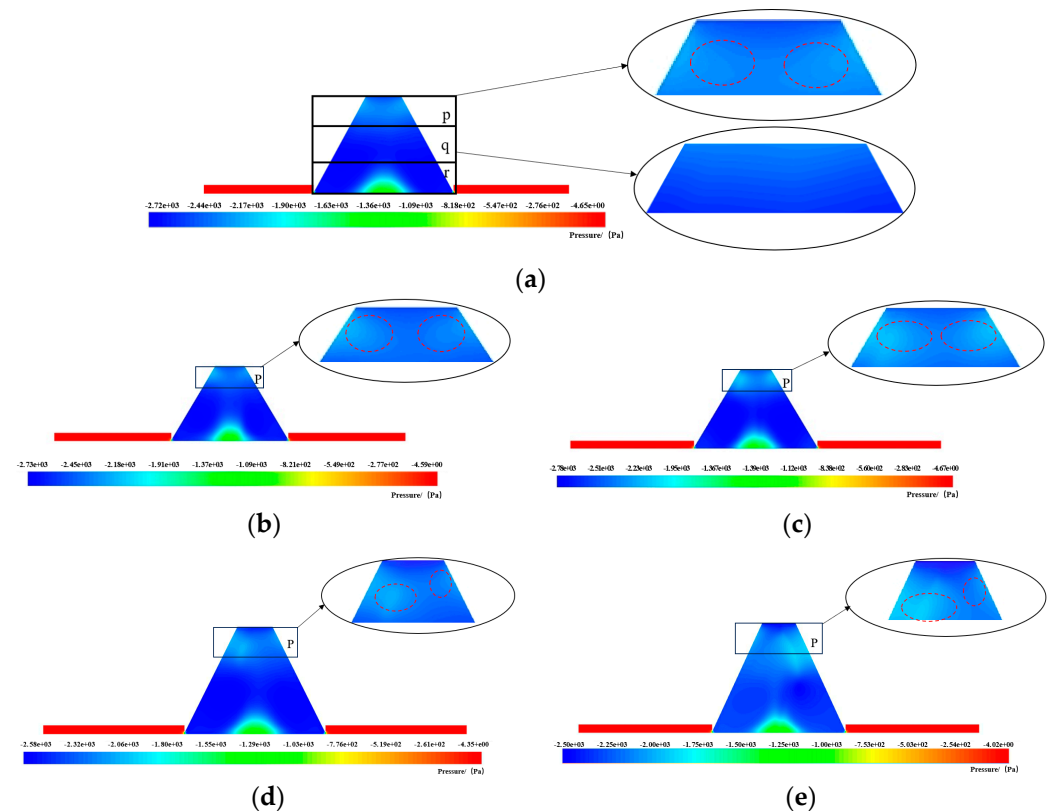 p
q
r
-2.72e+03 -2.44e+03 -2.17e+03 -1.90e+03 -1.63e+03 -1.36e+03 -1.09e+03 -8.18e+02 -5.47e+02 -2.76e+02 -4.65e+00
Pressure/ (Pa)
(a)
P
-2.73e+03 -2.45e+03 -2.18e+03 -1.91e+03 -1.37e+03 -1.09e+03 -8.21e+02 -5.49e+02 -2.77e+02 -4.59e+00
Pressure/ (Pa)
(b)
P
-2.78e+03 -2.51e+03 -2.23e+03 -1.95e+03 -1.367e+03 -1.39e+03 -1.12e+03 -8.38e+02 -5.60e+02 -2.83e+02 -4.67e+00
Pressure/ (Pa)
(c)
P
-2.58e+03 -2.32e+03 -2.06e+03 -1.80e+03 -1.55e+03 -1.29e+03 -1.03e+03 -7.76e+02 -5.19e+02 -2.61e+02 -4.35+00
Pressure/ (Pa)
(d)
P
-2.50e+03 -2.25e+03 -2.00e+03 -1.75e+03 -1.50e+03 -1.25e+03 -1.00e+03 -7.53e+02 -5.03e+02 -2.54e+02 -4.02e+00
Pressure/ (Pa)
(e)